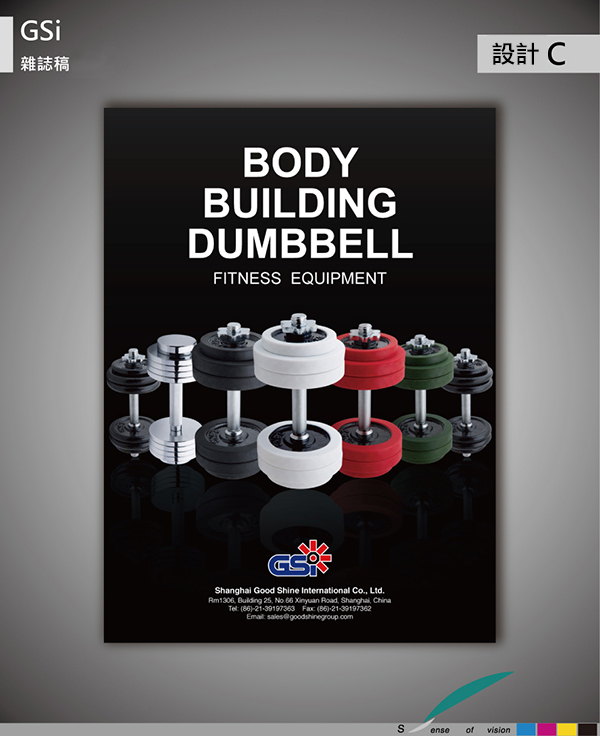 GSi
雜誌稿
設計 C
BODY
BUILDING
DUMBBELL
FITNESS EQUIPMENT
GSi
Shanghai Good Shine International Co., Ltd.
Rm1306, Building 25, No.66 Xinyuan Road, Shanghai, China
Tel: (86)-21-39197363 Fax: (86)-21-39197362
Email: sales@goodshinegroup.com
Sense of vision